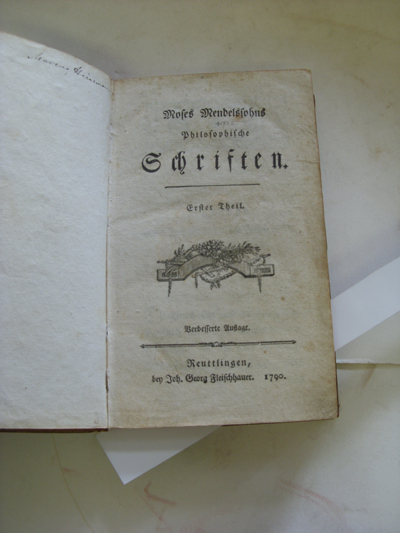 Moses Mendelssohns
Philosophische
Schriften.
Erster Theil.
Verbesserte Auflage.
Reuttlingen,
bey Joh. Georg Fleischhauer. 1790.